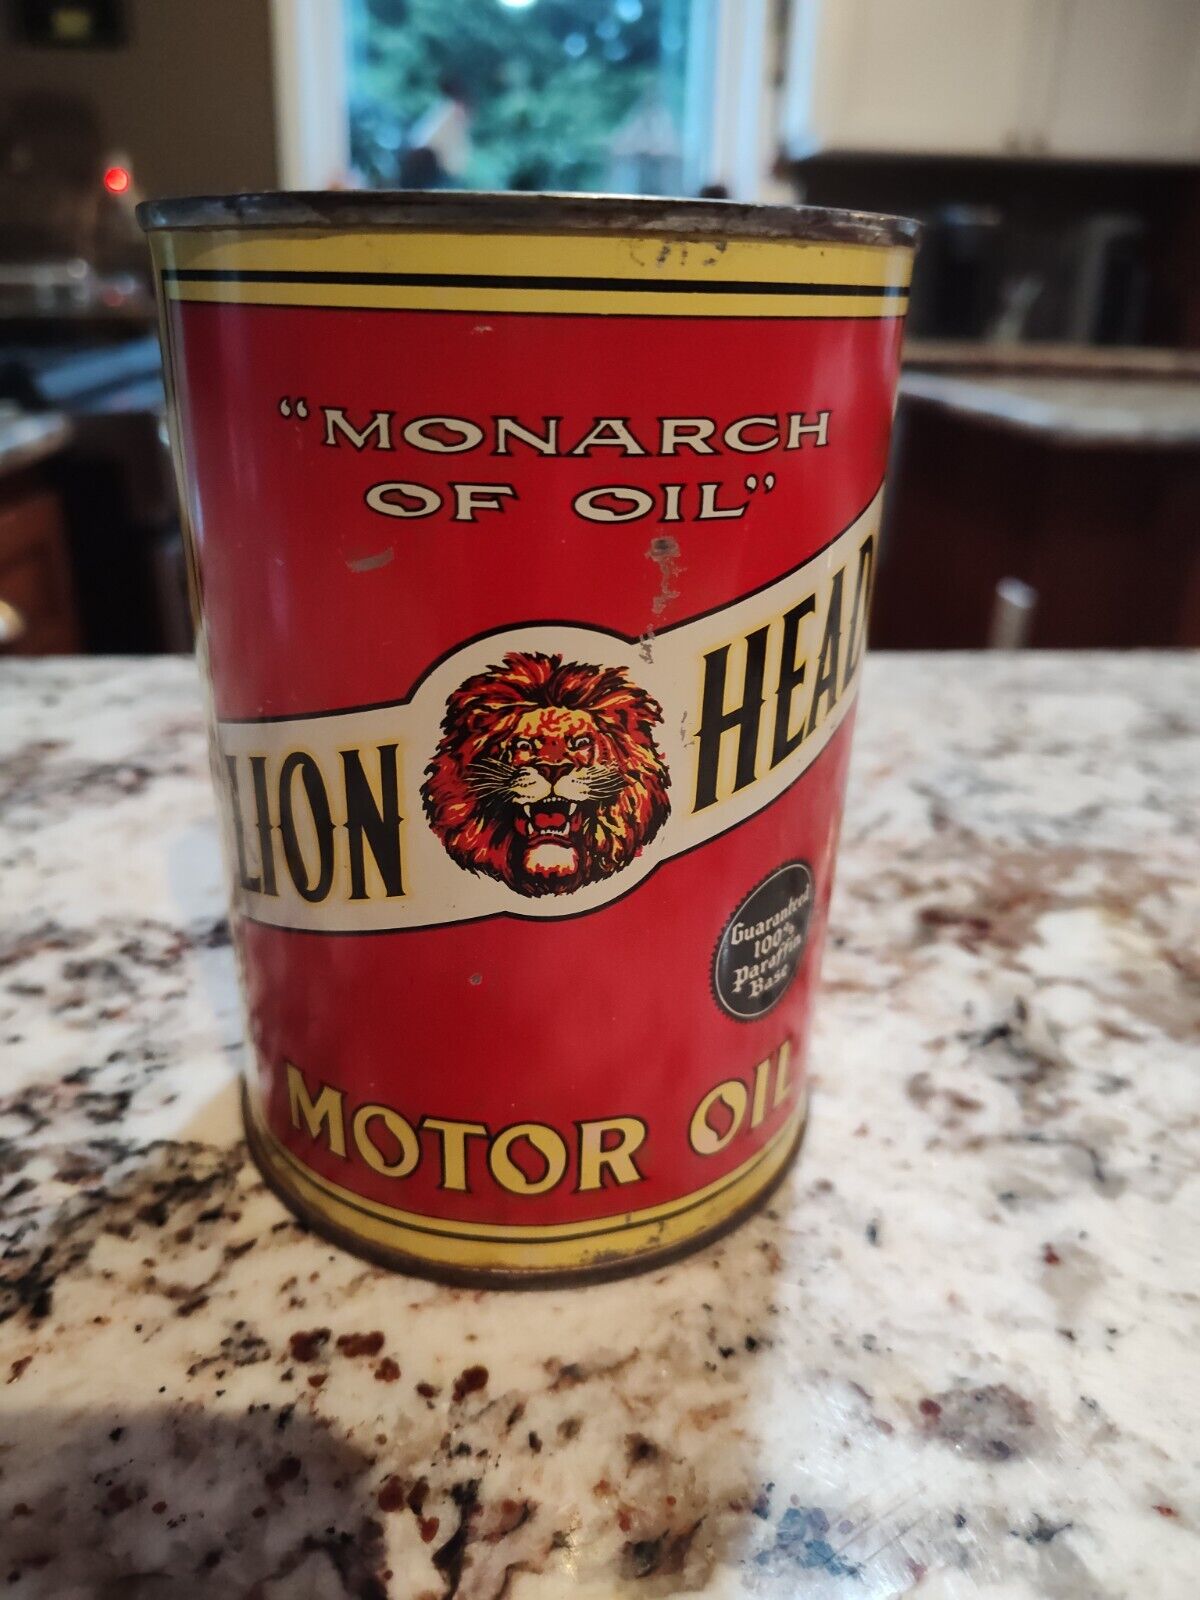 “MONARCH
OF OIL”
LION HEAD
Guaranteed
100%
Paraffin
Base
MOTOR OIL